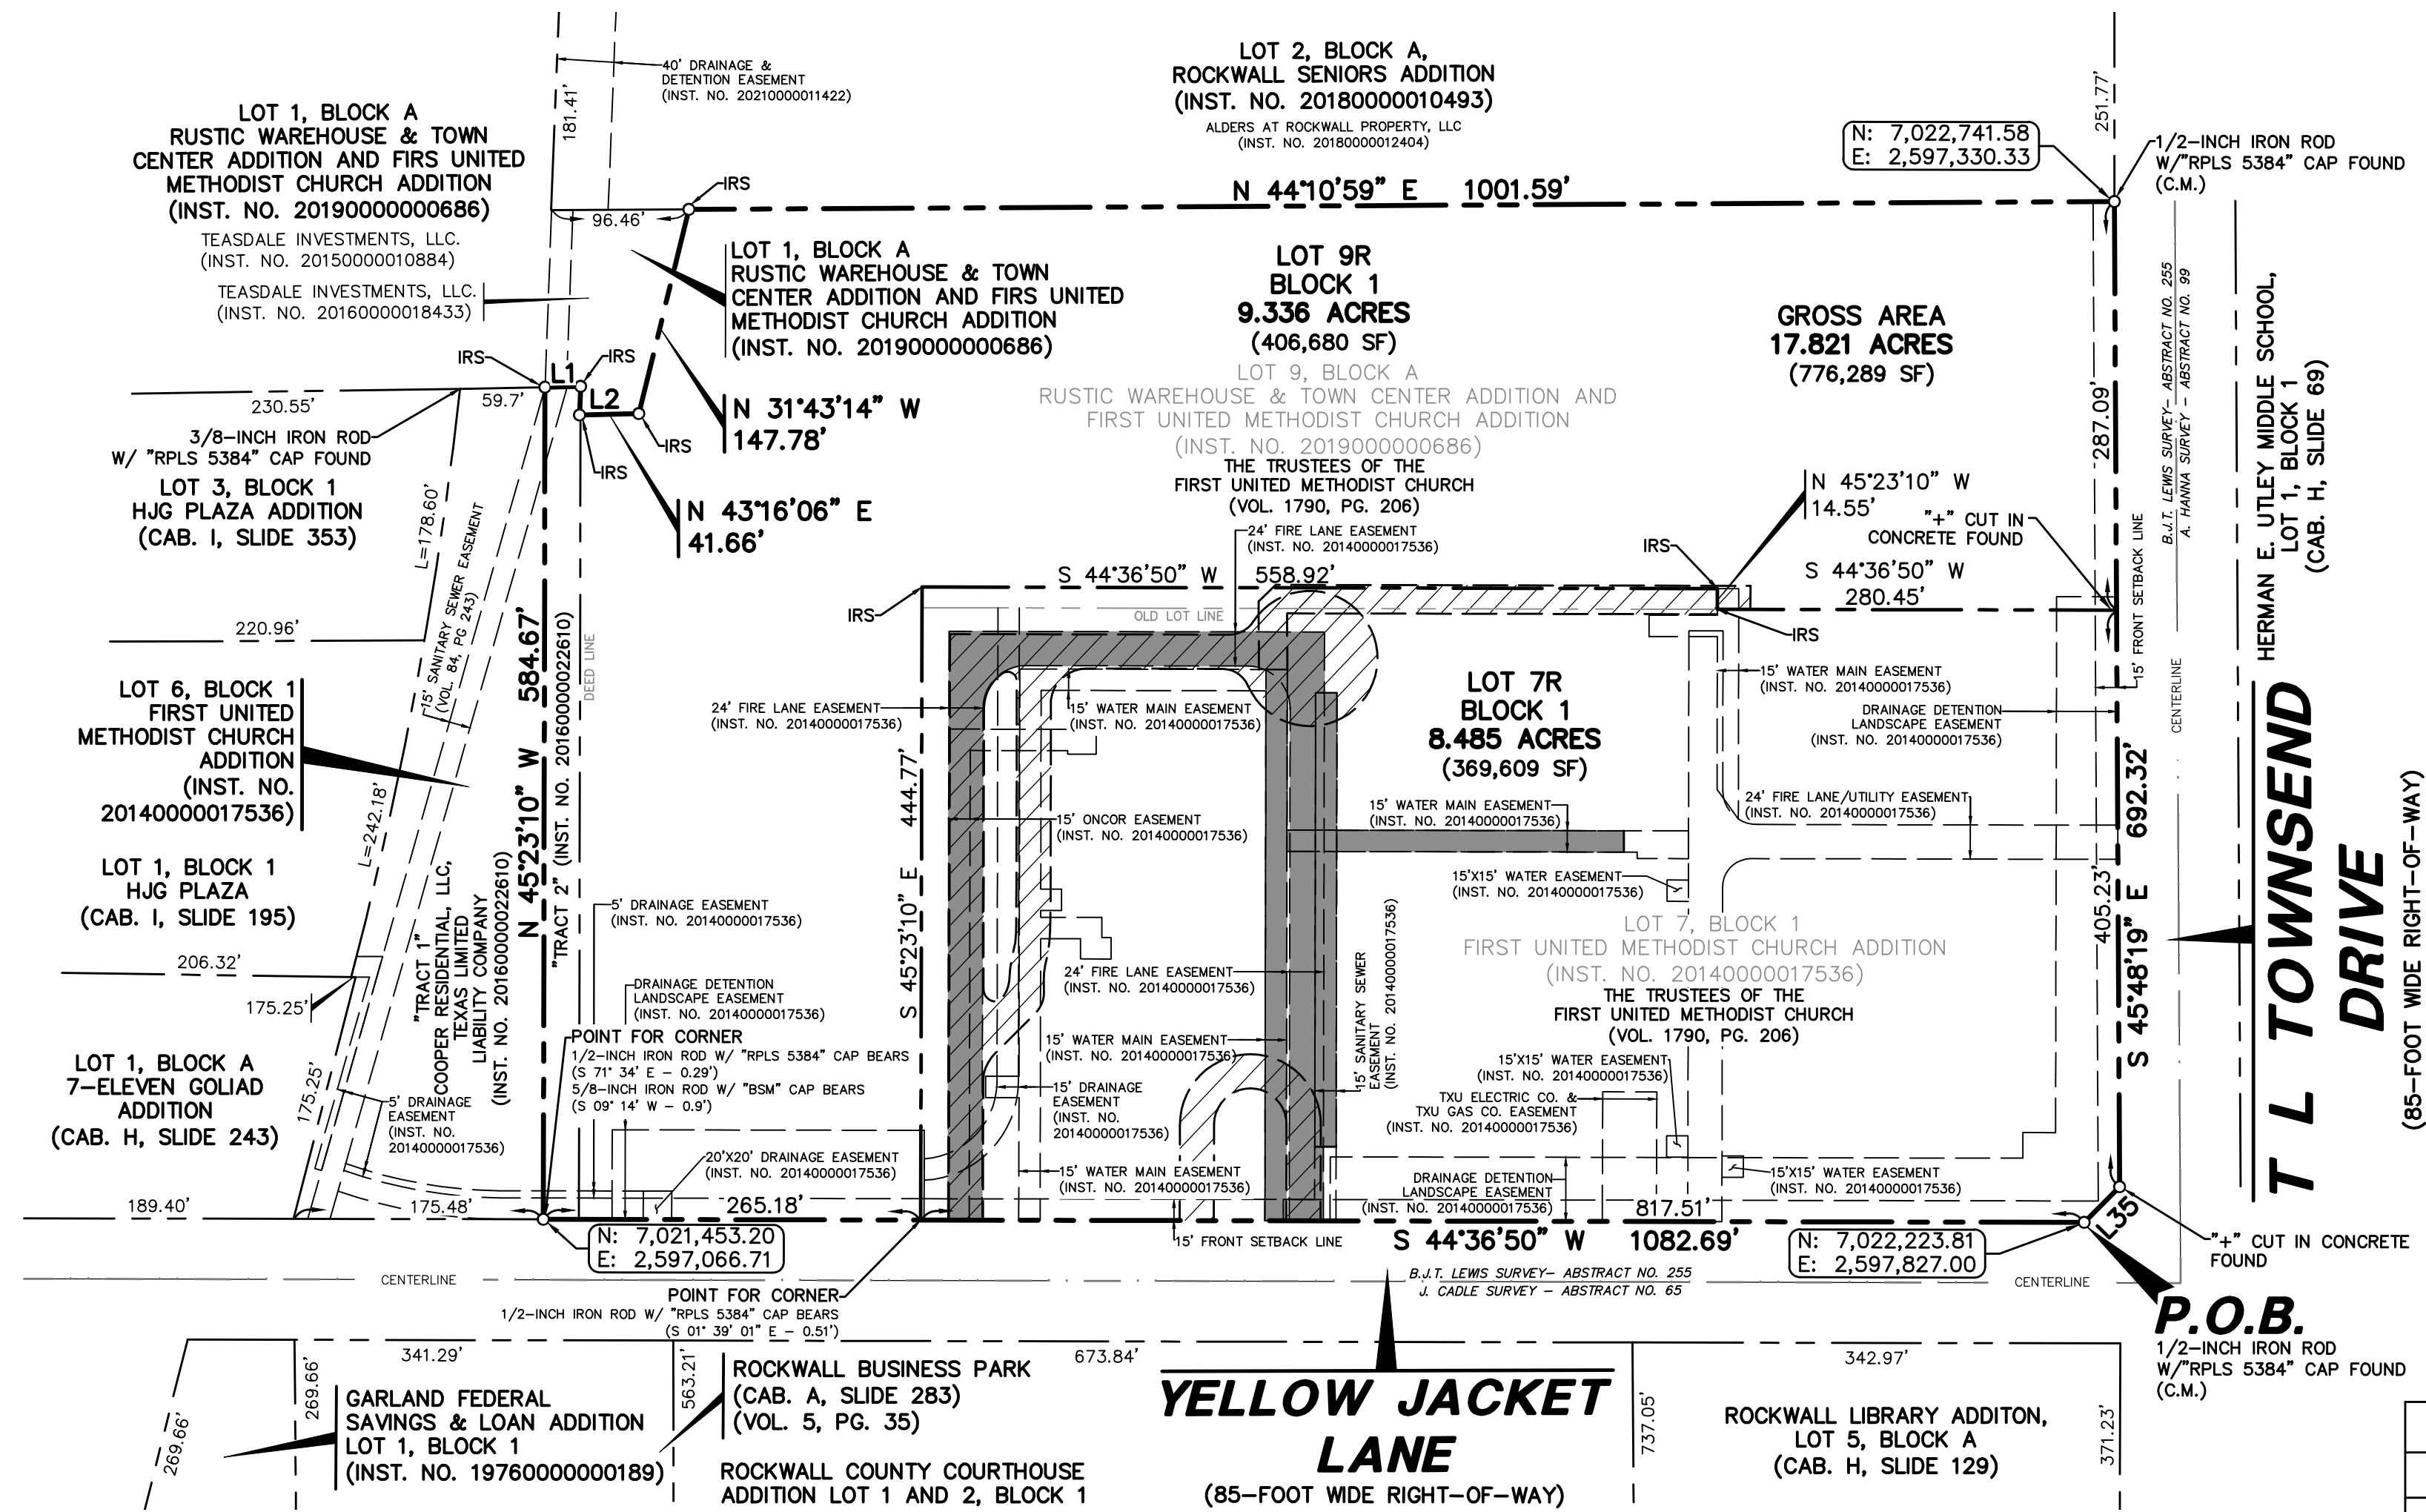 40' DRAINAGE &
DETENTION EASEMENT
(INST. NO. 20210000011422)
181.41'
LOT 1, BLOCK A
RUSTIC WAREHOUSE & TOWN
CENTER ADDITION AND FIRS UNITED
METHODIST CHURCH ADDITION
(INST. NO. 20190000000686)
TEASDALE INVESTMENTS, LLC.
(INST. NO. 20150000010884)
TEASDALE INVESTMENTS, LLC.
(INST. NO. 20160000018433)
LOT 2, BLOCK A,
ROCKWALL SENIORS ADDITION
(INST. NO. 20180000010493)
ALDERS AT ROCKWALL PROPERTY, LLC
(INST. NO. 20180000012404)
N: 7,022,741.58
E: 2,597,330.33
251.77'
1/2-INCH IRON ROD
W/"RPLS 5384" CAP FOUND
(C.M.)
IRS
96.46'
N 44°10'59" E 1001.59'
LOT 1, BLOCK A
RUSTIC WAREHOUSE & TOWN
CENTER ADDITION AND FIRS UNITED
METHODIST CHURCH ADDITION
(INST. NO. 20190000000686)
LOT 9R
BLOCK 1
9.336 ACRES
(406,680 SF)
LOT 9, BLOCK A
RUSTIC WAREHOUSE & TOWN CENTER ADDITION AND
FIRST UNITED METHODIST CHURCH ADDITION
(INST. NO. 2019000000686)
THE TRUSTEES OF THE
FIRST UNITED METHODIST CHURCH
(VOL. 1790, PG. 206)
GROSS AREA
17.821 ACRES
(776,289 SF)
IRS
L1
IRS
L2
IRS
IRS
230.55'
59.7'
3/8-INCH IRON ROD
W/ "RPLS 5384" CAP FOUND
LOT 3, BLOCK 1
HJG PLAZA ADDITION
(CAB. I, SLIDE 353)
N 31°43'14" W
147.78'
N 43°16'06" E
41.66'
L=178.60'
15' SANITARY SEWER EASEMENT
(VOL. 84, PG 243)
220.96'
LOT 6, BLOCK 1
FIRST UNITED
METHODIST CHURCH
ADDITION
(INST. NO.
20140000017536)
L=242.18'
LOT 1, BLOCK 1
HJG PLAZA
(CAB. I, SLIDE 195)
206.32'
175.25'
175.25'
LOT 1, BLOCK A
7-ELEVEN GOLIAD
ADDITION
(CAB. H, SLIDE 243)
189.40'
175.48'
5' DRAINAGE
EASEMENT
(INST. NO.
20140000017536)
"TRACT 1"
COOPER RESIDENTIAL, LLC,
TEXAS LIMITED
LIABILITY COMPANY
(INST. NO. 20160000022610)
N 45°23'10" W 584.67'
"TRACT 2" (INST. NO. 20160000022610)
DEED LINE
24' FIRE LANE EASEMENT
(INST. NO. 20140000017536)
S 44°36'50" W 558.92'
IRS
OLD LOT LINE
IRS
N 45°23'10" W
14.55'
"+" CUT IN
CONCRETE FOUND
S 44°36'50" W
280.45'
IRS
287.09'
15' FRONT SETBACK LINE
B.J.T. LEWIS SURVEY- ABSTRACT NO. 255
A. HANNA SURVEY - ABSTRACT NO. 99
CENTERLINE
HERMAN E. UTLEY MIDDLE SCHOOL,
LOT 1, BLOCK 1
(CAB. H, SLIDE 69)
24' FIRE LANE EASEMENT
(INST. NO. 20140000017536)
15' WATER MAIN EASEMENT
(INST. NO. 20140000017536)
LOT 7R
BLOCK 1
8.485 ACRES
(369,609 SF)
15' WATER MAIN EASEMENT
(INST. NO. 20140000017536)
DRAINAGE DETENTION
LANDSCAPE EASEMENT
(INST. NO. 20140000017536)
S 45°23'10" E 444.77'
15' ONCOR EASEMENT
(INST. NO. 20140000017536)
15' WATER MAIN EASEMENT
(INST. NO. 20140000017536)
24' FIRE LANE/UTILITY EASEMENT
(INST. NO. 20140000017536)
15'X15' WATER EASEMENT
(INST. NO. 20140000017536)
405.23'
S 45°48'19" E 692.32'
T L TOWNSEND
DRIVE
(85-FOOT WIDE RIGHT-OF-WAY)
5' DRAINAGE EASEMENT
(INST. NO. 20140000017536)
DRAINAGE DETENTION
LANDSCAPE EASEMENT
(INST. NO. 20140000017536)
24' FIRE LANE EASEMENT
(INST. NO. 20140000017536)
15' SANITARY SEWER
EASEMENT
(INST. NO. 20140000017536)
LOT 7, BLOCK 1
FIRST UNITED METHODIST CHURCH ADDITION
(INST. NO. 20140000017536)
THE TRUSTEES OF THE
FIRST UNITED METHODIST CHURCH
(VOL. 1790, PG. 206)
POINT FOR CORNER
1/2-INCH IRON ROD W/ "RPLS 5384" CAP BEARS
(S 71° 34' E - 0.29')
5/8-INCH IRON ROD W/ "BSM" CAP BEARS
(S 09° 14' W - 0.9')
15' WATER MAIN EASEMENT
(INST. NO. 20140000017536)
15' DRAINAGE
EASEMENT
(INST. NO.
20140000017536)
15'X15' WATER EASEMENT
(INST. NO. 20140000017536)
TXU ELECTRIC CO. &
TXU GAS CO. EASEMENT
(INST. NO. 20140000017536)
20'X20' DRAINAGE EASEMENT
(INST. NO. 20140000017536)
15' WATER MAIN EASEMENT
(INST. NO. 20140000017536)
DRAINAGE DETENTION
LANDSCAPE EASEMENT
(INST. NO. 20140000017536)
15'X15' WATER EASEMENT
(INST. NO. 20140000017536)
265.18'
817.51'
N: 7,021,453.20
E: 2,597,066.71
15' FRONT SETBACK LINE
S 44°36'50" W 1082.69'
N: 7,022,223.81
E: 2,597,827.00
L35
"+" CUT IN CONCRETE
FOUND
CENTERLINE
B.J.T. LEWIS SURVEY- ABSTRACT NO. 255
J. CADLE SURVEY - ABSTRACT NO. 65
CENTERLINE
POINT FOR CORNER
1/2-INCH IRON ROD W/ "RPLS 5384" CAP BEARS
(S 01° 39' 01" E - 0.51')
P.O.B.
1/2-INCH IRON ROD
W/"RPLS 5384" CAP FOUND
(C.M.)
341.29'
673.84'
342.97'
269.66'
269.66'
GARLAND FEDERAL
SAVINGS & LOAN ADDITION
LOT 1, BLOCK 1
(INST. NO. 19760000000189)
563.21'
ROCKWALL BUSINESS PARK
(CAB. A, SLIDE 283)
(VOL. 5, PG. 35)
ROCKWALL COUNTY COURTHOUSE
ADDITION LOT 1 AND 2, BLOCK 1
YELLOW JACKET
LANE
(85-FOOT WIDE RIGHT-OF-WAY)
737.05'
ROCKWALL LIBRARY ADDITON,
LOT 5, BLOCK A
(CAB. H, SLIDE 129)
371.23'